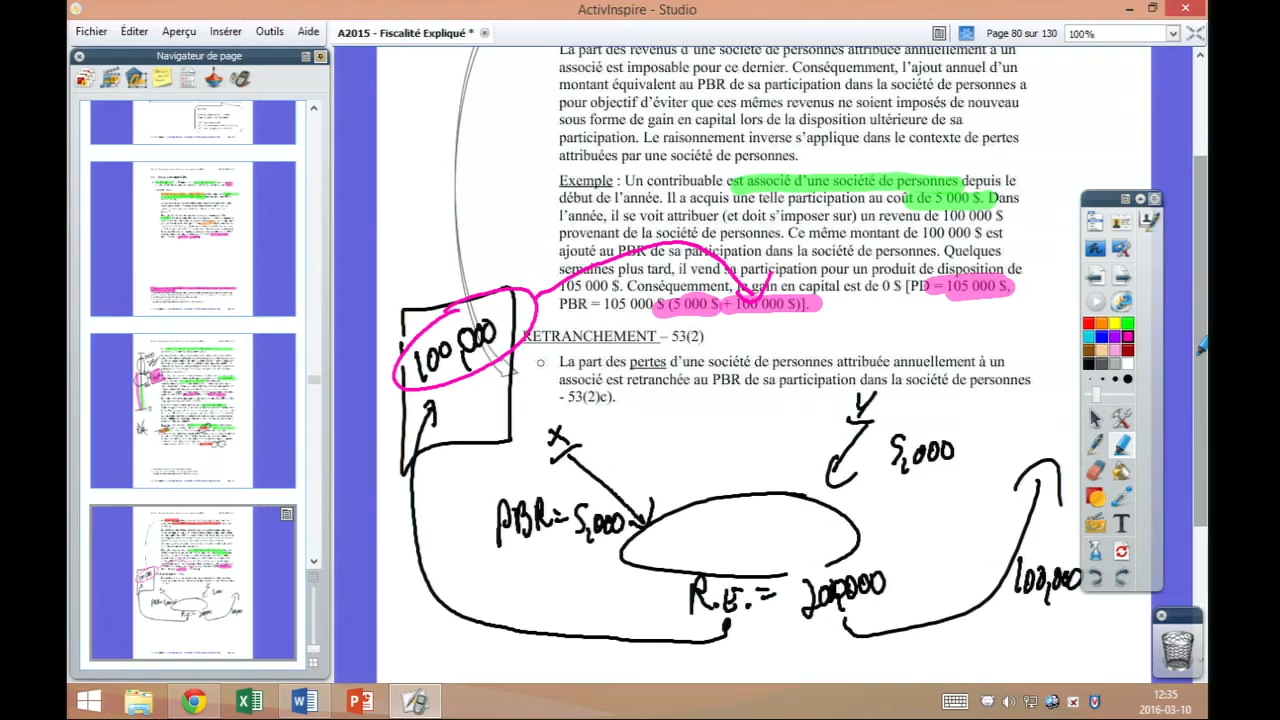 ActivInspire - Studio
Fichier Éditer Aperçu Insérer Outils Aide
A2015 - Fiscalité Expliqué *
Page 80 sur 130
100%
Navigateur de page
La part des revenus d'une société de personnes attribuée annuellement à un
associé est imposable pour ce dernier. Conséquemment, l'ajout annuel d'un
montant équivalent au PBR de sa participation dans la société de personnes a
pour objectif d'éviter que ces mêmes revenus ne soient imposés de nouveau
sous forme de gain en capital lors de la disposition ultérieure de sa
participation. Le raisonnement inverse s'applique dans le contexte de pertes
attribuées par une société de personnes.
Exemple : Un contribuable est associé d'une société de personnes depuis le
début de l'année. Il a acquis une telle participation au coût de 5 000 $. Dans
l'année, il se fait attribuer (et doit s'imposer sur) un revenu de 100 000 $
provenant de la société de personnes. Ce même montant de 100 000 $ est
ajouté au PBR de sa participation dans la société de personnes. Quelques
semaines plus tard, il vend sa participation pour un produit de disposition de
105 000 $. Conséquemment, le gain en capital est de 0 $ [PD = 105 000 $,
PBR = 105 000 $ (5 000 $ + 100 000 $)].
100,000
RETRANCHEMENT – 53(2)
o La part des pertes d'une société de personnes attribuée annuellement à un
associé est retranchée au PBR de sa participation dans la société de personnes
- 53(2)c).
X
Y
5,000
PBR = 5,000
R.E. = 200,000
100,000
12:35
2016-03-10